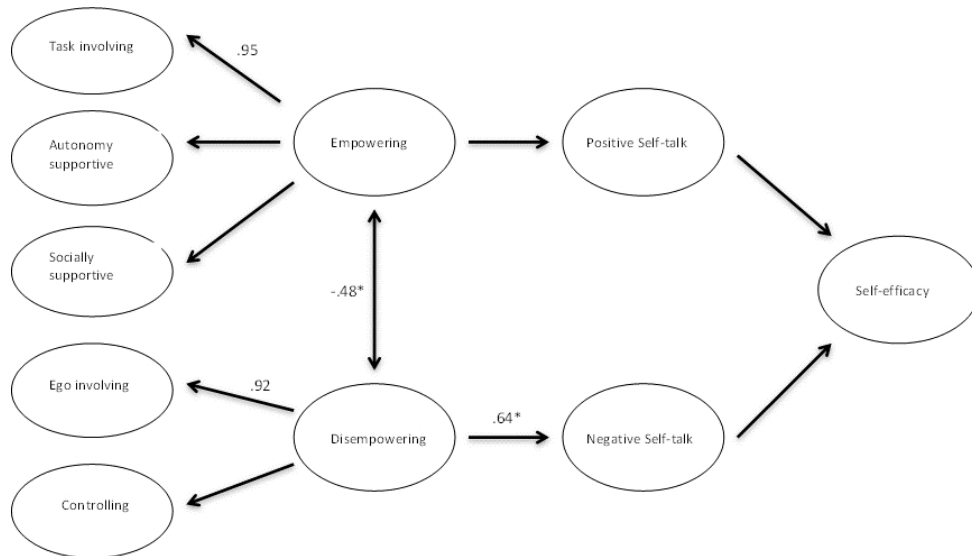 Task involving
.95
Autonomy
supportive
Empowering
Positive Self-talk
Socially
supportive
-.48*
Self-efficacy
Ego involving
.92
.64*
Disempowering
Negative Self-talk
Controlling